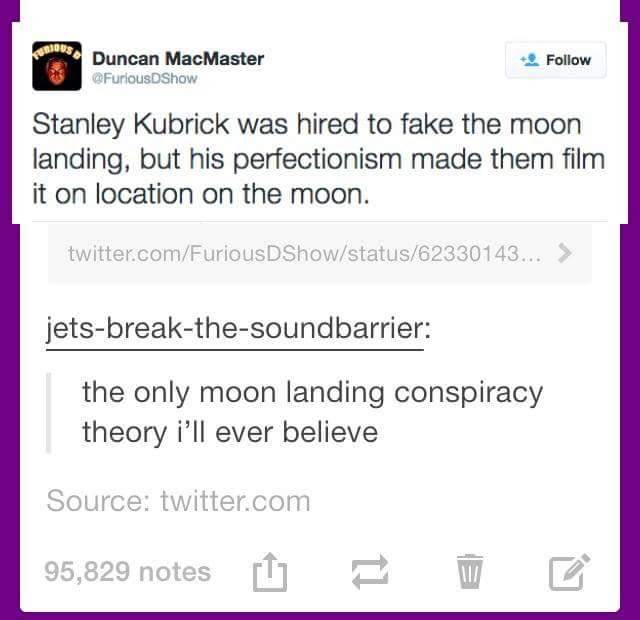 FURIOUS D
Duncan MacMaster
@FuriousDShow
Follow
Stanley Kubrick was hired to fake the moon
landing, but his perfectionism made them film
it on location on the moon.
twitter.com/FuriousDShow/status/62330143...
jets-break-the-soundbarrier:
the only moon landing conspiracy
theory i'll ever believe
Source: twitter.com
95,829 notes